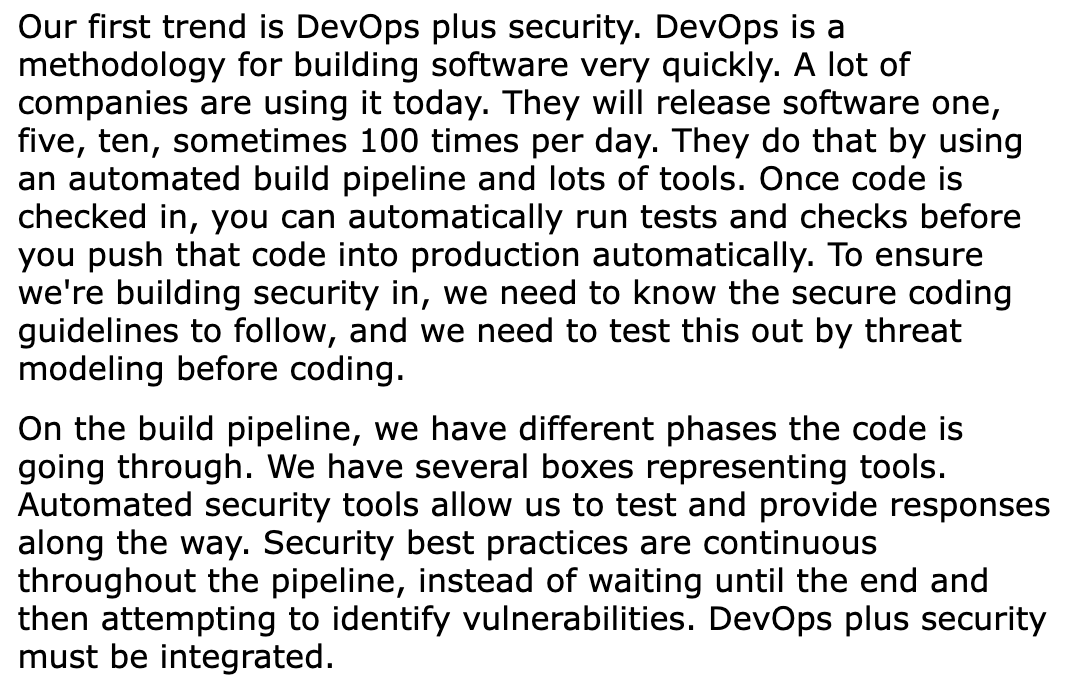 Our first trend is DevOps plus security. DevOps is a
methodology for building software very quickly. A lot of
companies are using it today. They will release software one,
five, ten, sometimes 100 times per day. They do that by using
an automated build pipeline and lots of tools. Once code is
checked in, you can automatically run tests and checks before
you push that code into production automatically. To ensure
we're building security in, we need to know the secure coding
guidelines to follow, and we need to test this out by threat
modeling before coding.
On the build pipeline, we have different phases the code is
going through. We have several boxes representing tools.
Automated security tools allow us to test and provide responses
along the way. Security best practices are continuous
throughout the pipeline, instead of waiting until the end and
then attempting to identify vulnerabilities. DevOps plus security
must be integrated.